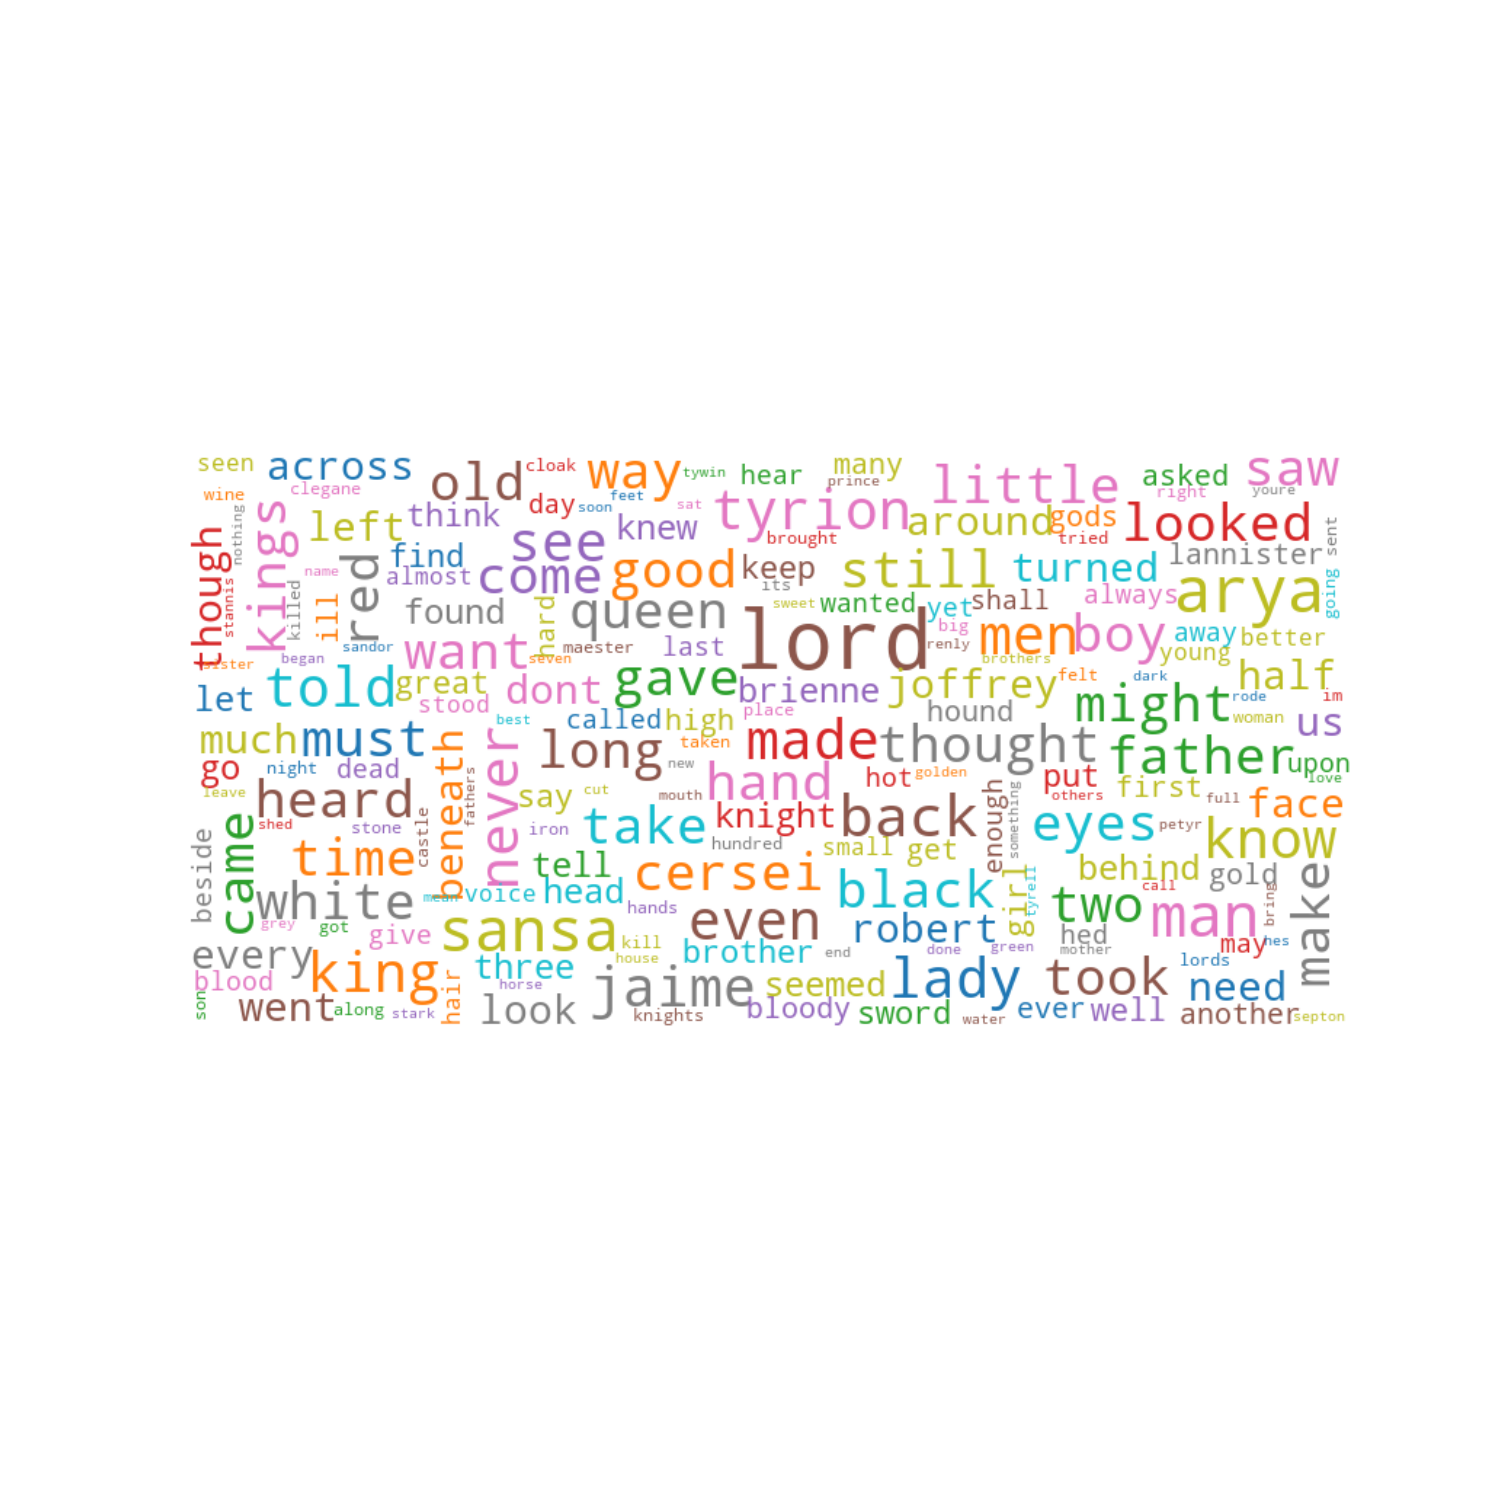 seen across old cloak way tywin hear many prince little asked right saw youre
wine clegane day feet soon sat tyrion around gods looked sent
though nothing kings left think see knew brought tried lannister
stannis killed name ill red find almost come good keep its still turned arya going
found hard queen sweet wanted yet shall always
sister began sandor want seven maester last lord big renly men brothers boy away young better
let told great stood dont gave brienne joffrey felt dark half rode im
much must best called high place hound might woman us
go night dead beneath fathers never long taken new made thought father upon love
leave heard say cut mouth hand hot golden enough something put others first full face
came shed stone castle iron take knight back eyes petyr know
beside time tell hundred small get behind gold
white mean voice head cersei black girl tyrell two call man bring make
grey got give sansa hands even robert hed may hes
every kill house brother end done green mother lords
blood king hair three horse jaime seemed lady took need
son went along stark look knights bloody sword water ever well another septon